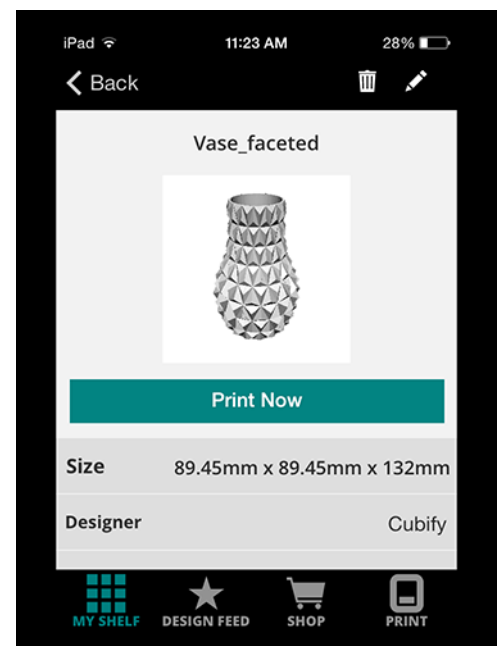 iPad 11:23 AM 28%
Back
Vase_faceted
Print Now
Size 89.45mm x 89.45mm x 132mm
Designer Cubify
MY SHELF DESIGN FEED SHOP PRINT